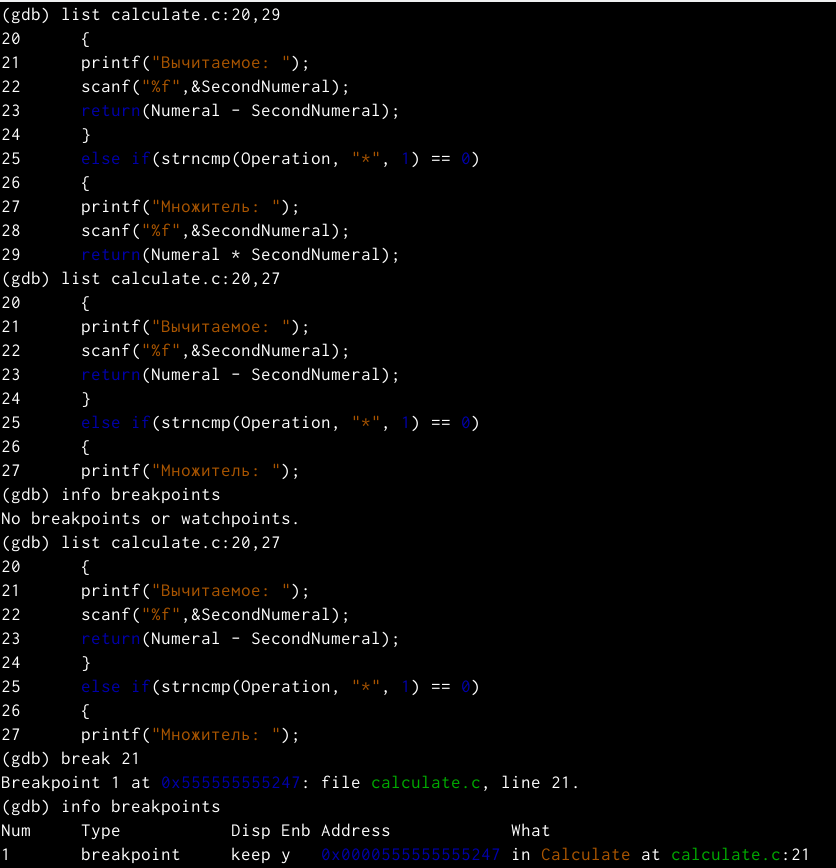 (gdb) list calculate.c:20,29
20      {
21      printf("Вычитаемое: ");
22      scanf("%f",&SecondNumeral);
23      return(Numeral - SecondNumeral);
24      }
25      else if(strncmp(Operation, "*", 1) == 0)
26      {
27      printf("Множитель: ");
28      scanf("%f",&SecondNumeral);
29      return(Numeral * SecondNumeral);
(gdb) list calculate.c:20,27
20      {
21      printf("Вычитаемое: ");
22      scanf("%f",&SecondNumeral);
23      return(Numeral - SecondNumeral);
24      }
25      else if(strncmp(Operation, "*", 1) == 0)
26      {
27      printf("Множитель: ");
(gdb) info breakpoints
No breakpoints or watchpoints.
(gdb) list calculate.c:20,27
20      {
21      printf("Вычитаемое: ");
22      scanf("%f",&SecondNumeral);
23      return(Numeral - SecondNumeral);
24      }
25      else if(strncmp(Operation, "*", 1) == 0)
26      {
27      printf("Множитель: ");
(gdb) break 21
Breakpoint 1 at 0x555555555247: file calculate.c, line 21.
(gdb) info breakpoints
Num     Type           Disp Enb Address            What
1       breakpoint     keep y   0x0000555555555247 in Calculate at calculate.c:21